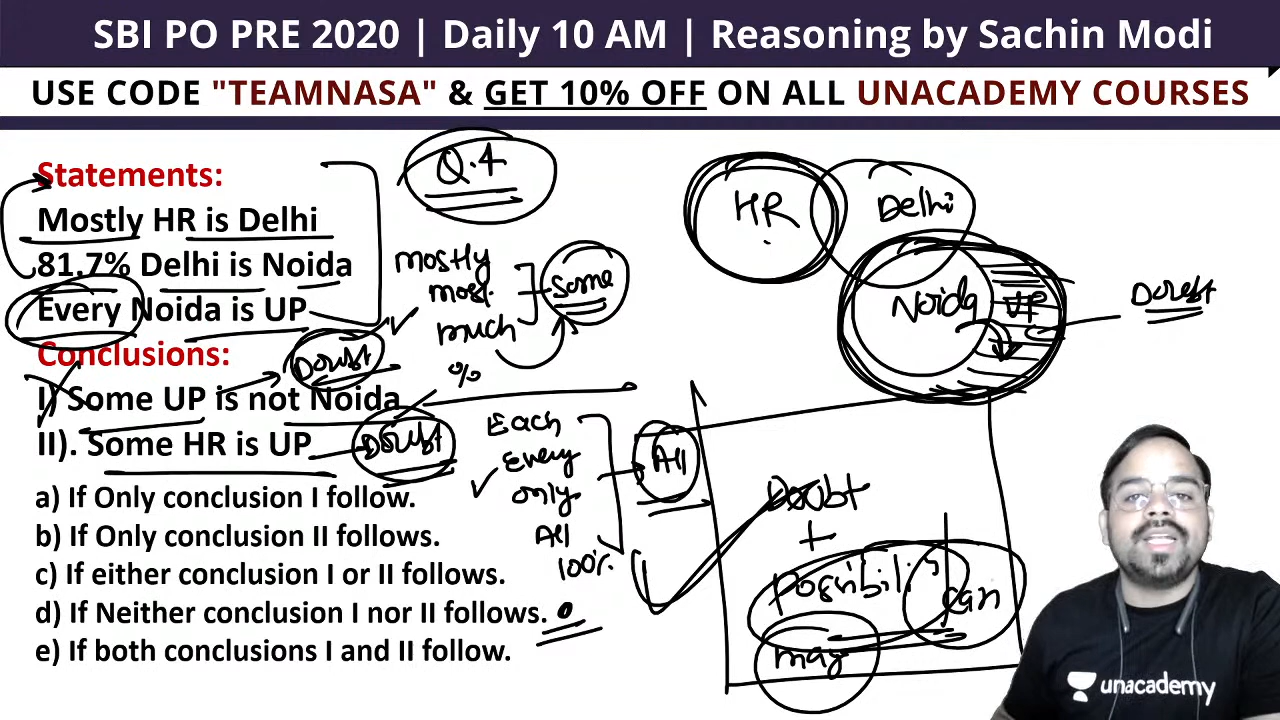 SBI PO PRE 2020 | Daily 10 AM | Reasoning by Sachin Modi
USE CODE "TEAMNASA" & GET 10% OFF ON ALL UNACADEMY COURSES
Statements:
Mostly HR is Delhi
81.7% Delhi is Noida
Every Noida is UP
Conclusions:
I) Some UP is not Noida
II). Some HR is UP
a) If Only conclusion I follow.
b) If Only conclusion II follows.
c) If either conclusion I or II follows.
d) If Neither conclusion I nor II follows.
e) If both conclusions I and II follow.
Q.4
mostly
most
much
%
Some
Doubt
Doubt
Each
Every
only
All
100%
All
HR
Delhi
Noida
UP
Doubt
Doubt
+
can
may
unacademy